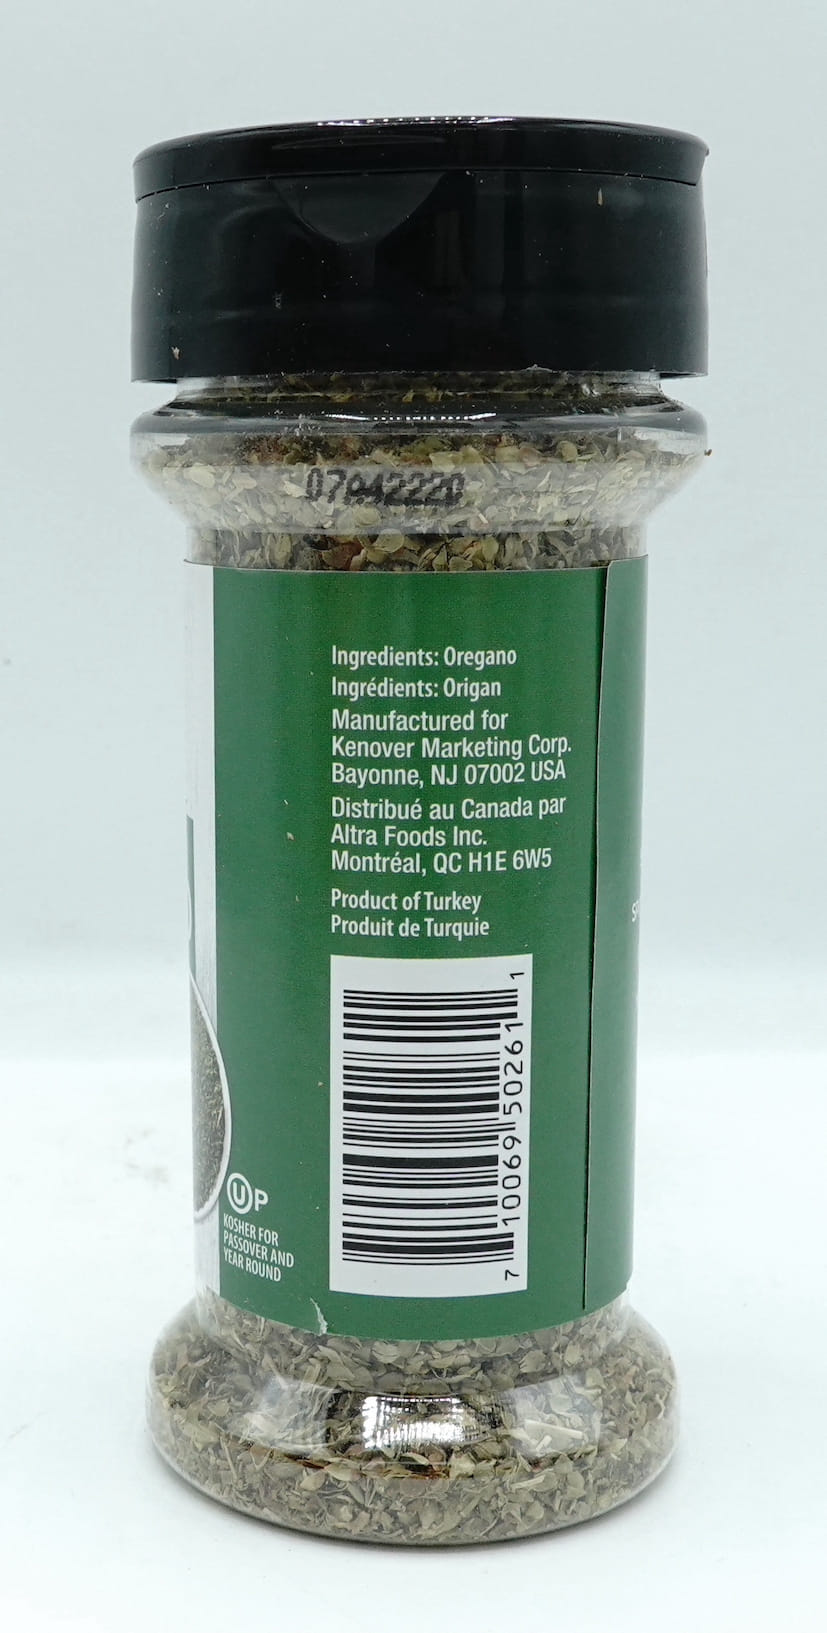 07A42220
Ingredients: Oregano
Ingrédients: Origan
Manufactured for
Kenover Marketing Corp.
Bayonne, NJ 07002 USA
Distribué au Canada par
Altra Foods Inc.
Montréal, QC H1E 6W5
Product of Turkey
Produit de Turquie
7 10069 50261 1
UP
KOSHER FOR
PASSOVER AND
YEAR ROUND